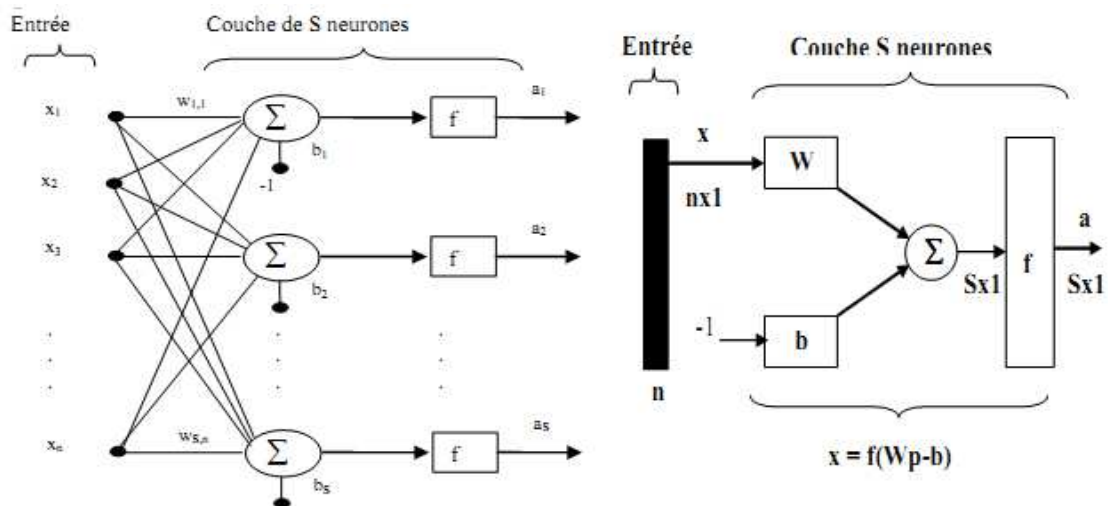 Entrée
Couche de S neurones
x1
w1,1
Σ
f
a1
b1
-1
x2
x3
Σ
f
a2
b2
. . . .
. . . .
. . . .
xn
wS,n
Σ
f
aS
bS
Entrée
Couche S neurones
x
W
nx1
Σ
f
a
Sx1
Sx1
-1
b
n
x = f(Wp-b)